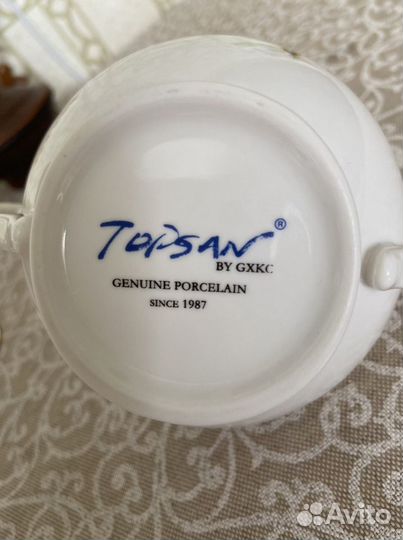 TOPSAN®
BY GXKC
GENUINE PORCELAIN
SINCE 1987
Avito